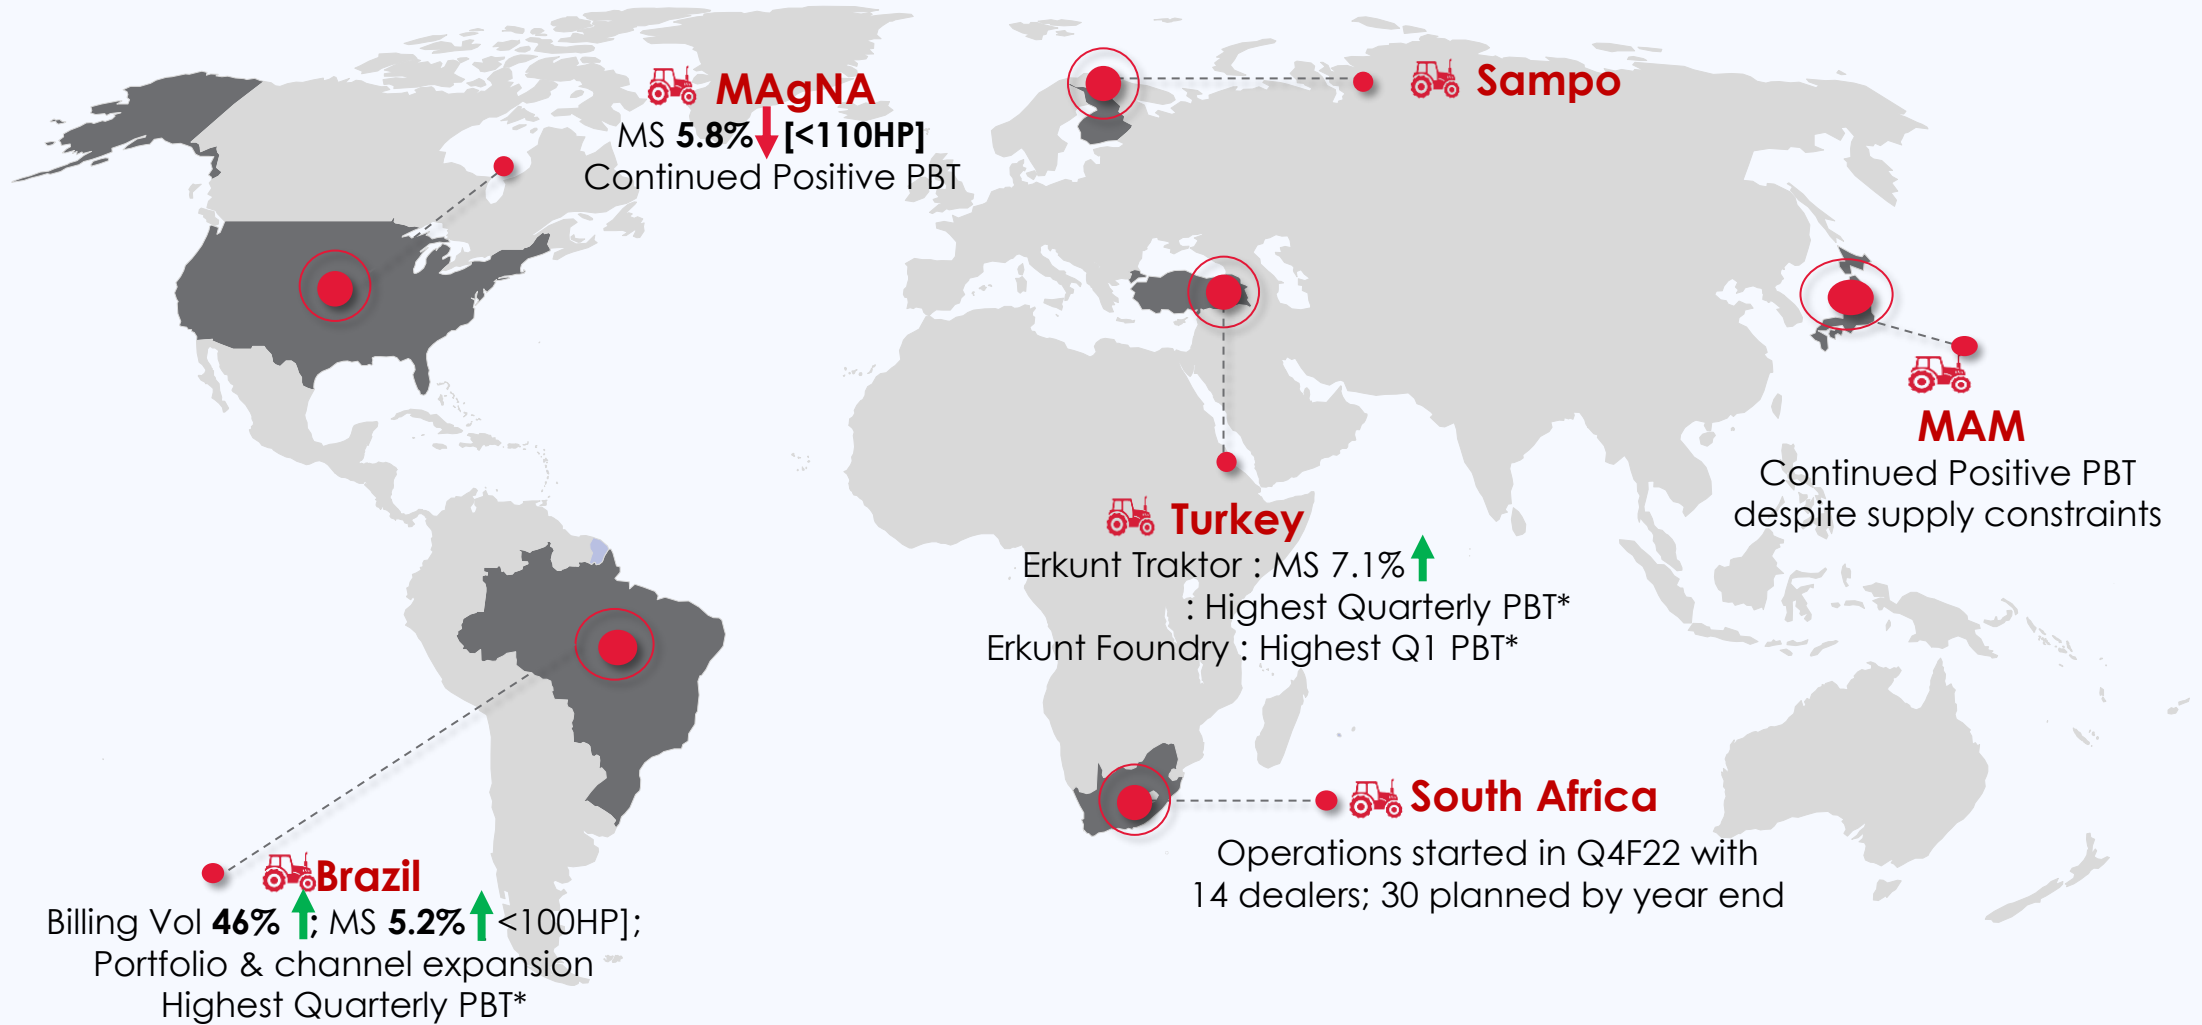 MAgNA
MS 5.8% [<110HP]
Continued Positive PBT
Sampo
MAM
Continued Positive PBT
despite supply constraints
Turkey
Erkunt Traktor : MS 7.1%
: Highest Quarterly PBT*
Erkunt Foundry : Highest Q1 PBT*
South Africa
Operations started in Q4F22 with
14 dealers; 30 planned by year end
Brazil
Billing Vol 46% ; MS 5.2% <100HP];
Portfolio & channel expansion
Highest Quarterly PBT*